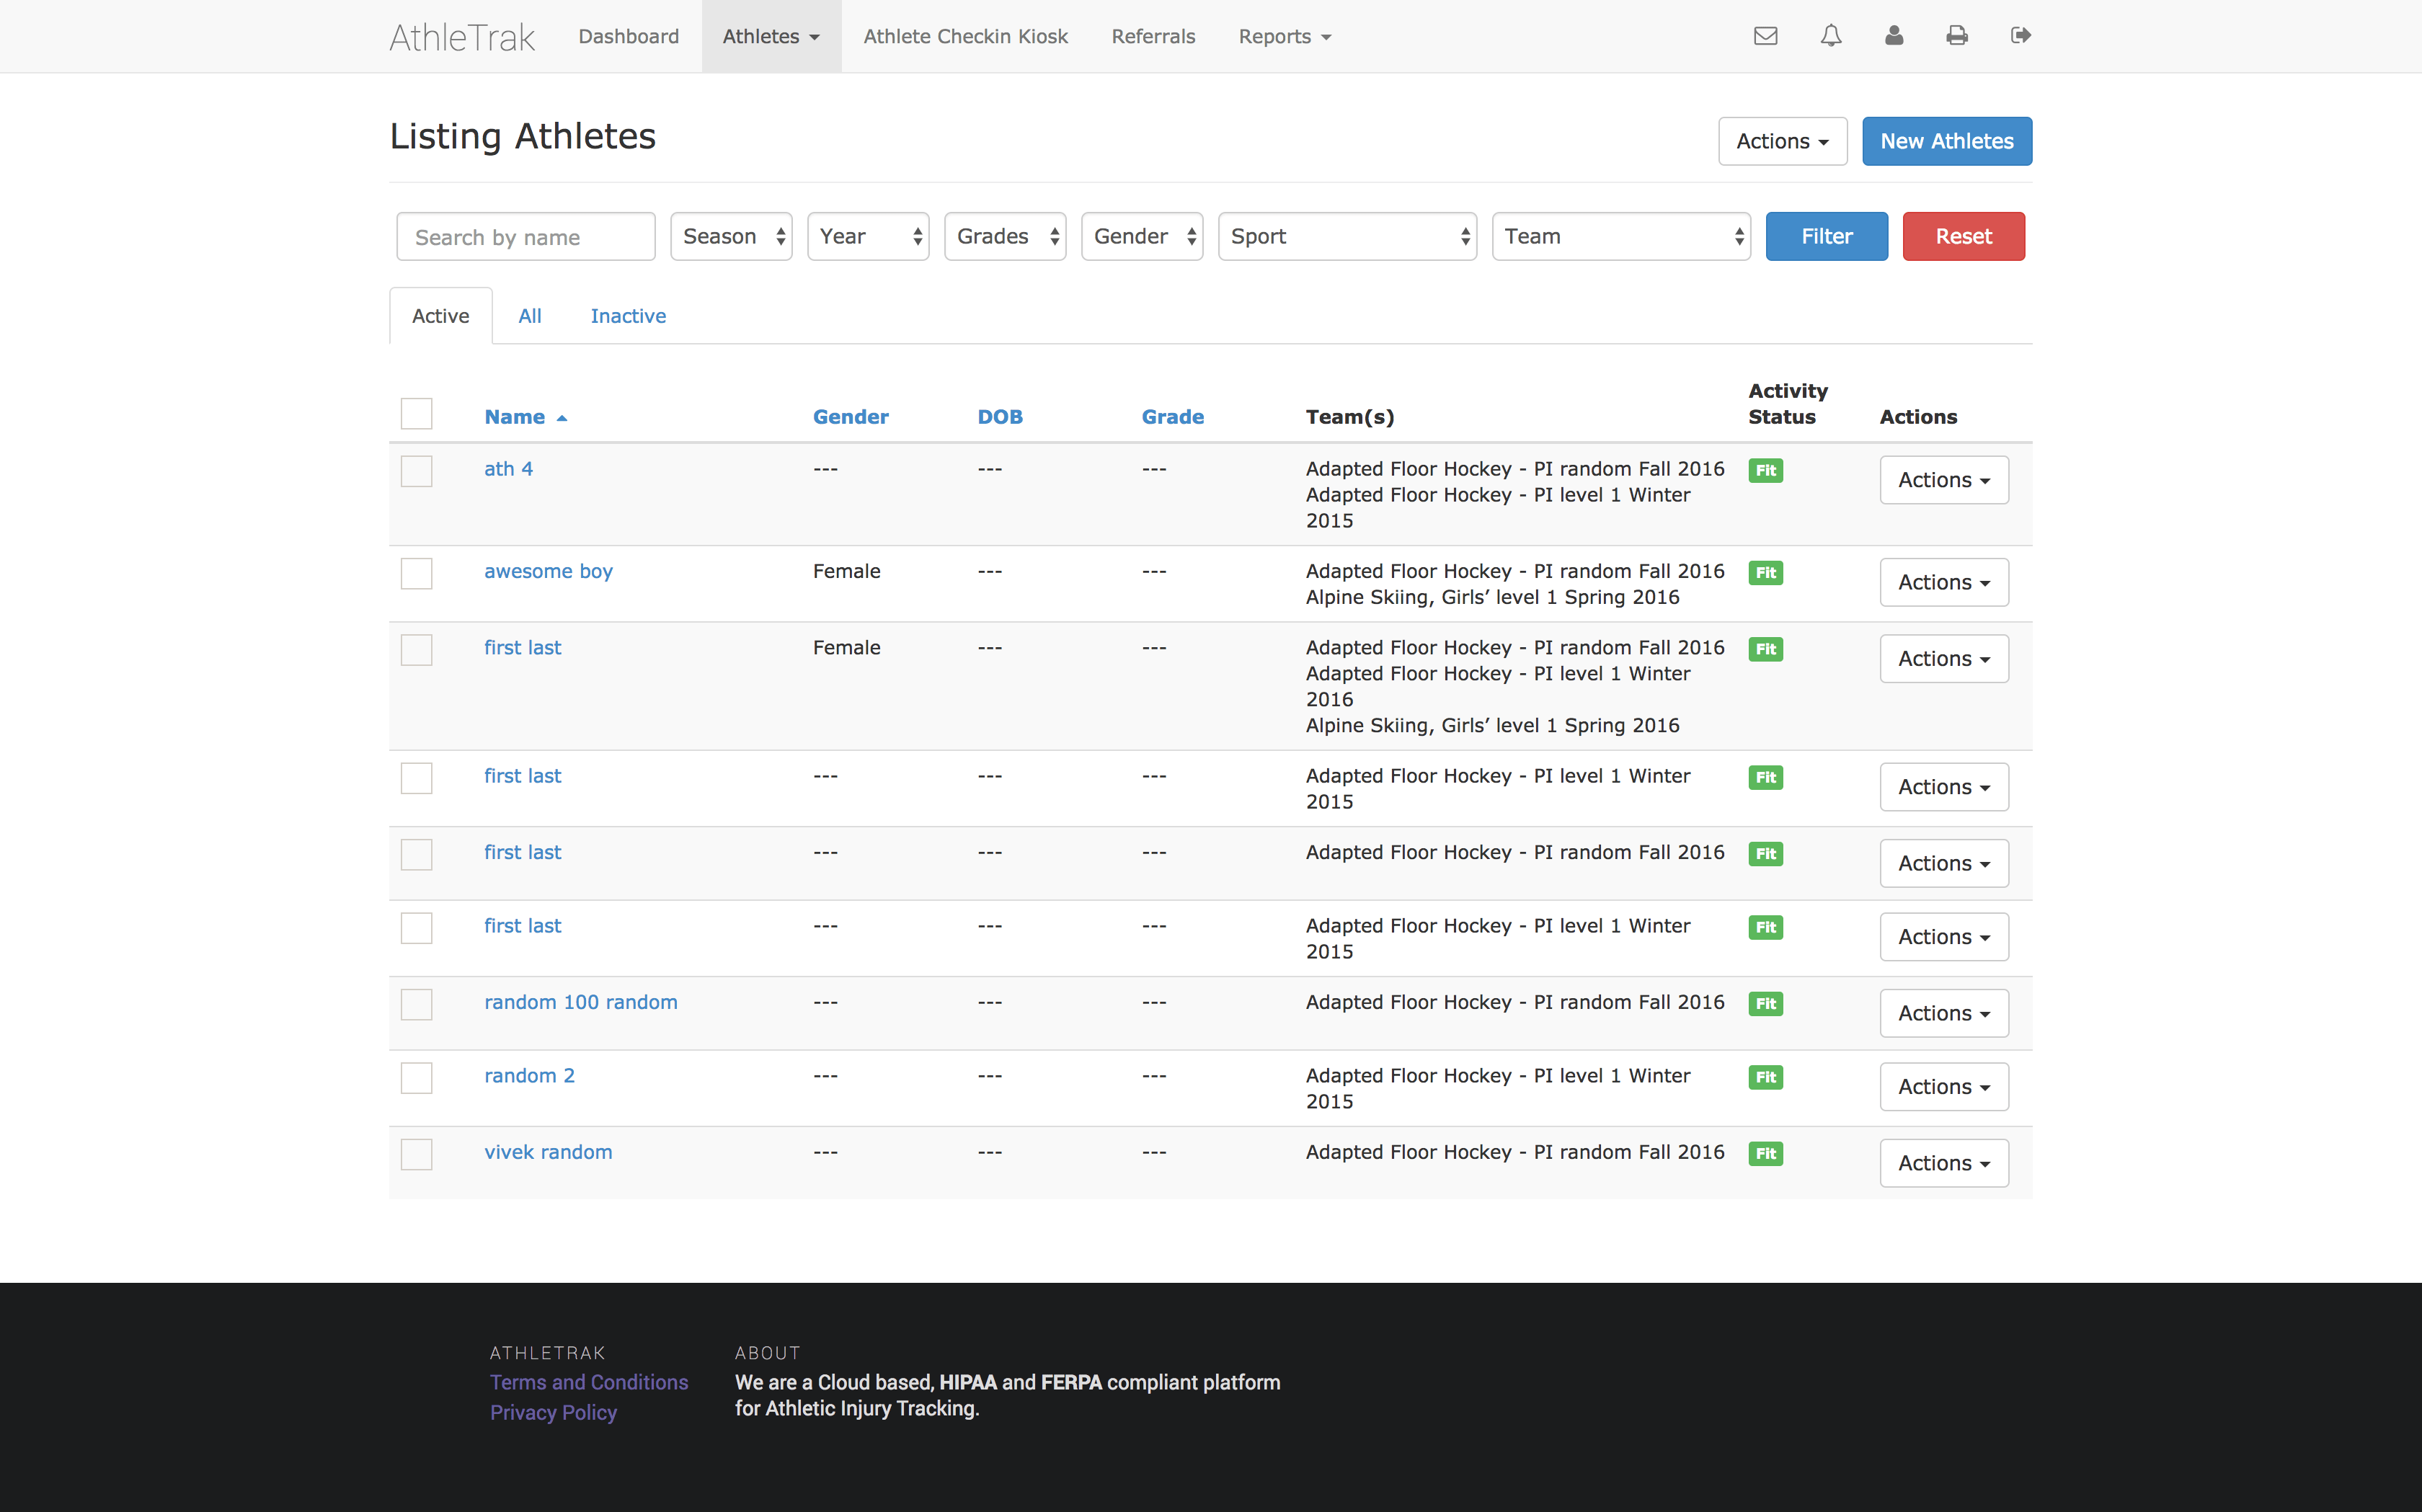 AthleTrak Dashboard Athletes Athlete Checkin Kiosk Referrals Reports
Listing Athletes Actions New Athletes
Search by name Season Year Grades Gender Sport Team Filter Reset
Active All Inactive
Name Gender DOB Grade Team(s) Activity Status Actions
ath 4 --- --- --- Adapted Floor Hockey - PI random Fall 2016 Fit Actions
Adapted Floor Hockey - PI level 1 Winter
2015
awesome boy Female --- --- Adapted Floor Hockey - PI random Fall 2016 Fit Actions
Alpine Skiing, Girls’ level 1 Spring 2016
first last Female --- --- Adapted Floor Hockey - PI random Fall 2016 Fit Actions
Adapted Floor Hockey - PI level 1 Winter
2016
Alpine Skiing, Girls’ level 1 Spring 2016
first last --- --- --- Adapted Floor Hockey - PI level 1 Winter Fit Actions
2015
first last --- --- --- Adapted Floor Hockey - PI random Fall 2016 Fit Actions
first last --- --- --- Adapted Floor Hockey - PI level 1 Winter Fit Actions
2015
random 100 random --- --- --- Adapted Floor Hockey - PI random Fall 2016 Fit Actions
random 2 --- --- --- Adapted Floor Hockey - PI level 1 Winter Fit Actions
2015
vivek random --- --- --- Adapted Floor Hockey - PI random Fall 2016 Fit Actions
ATHLETRAK
Terms and Conditions
Privacy Policy
ABOUT
We are a Cloud based, HIPAA and FERPA compliant platform
for Athletic Injury Tracking.